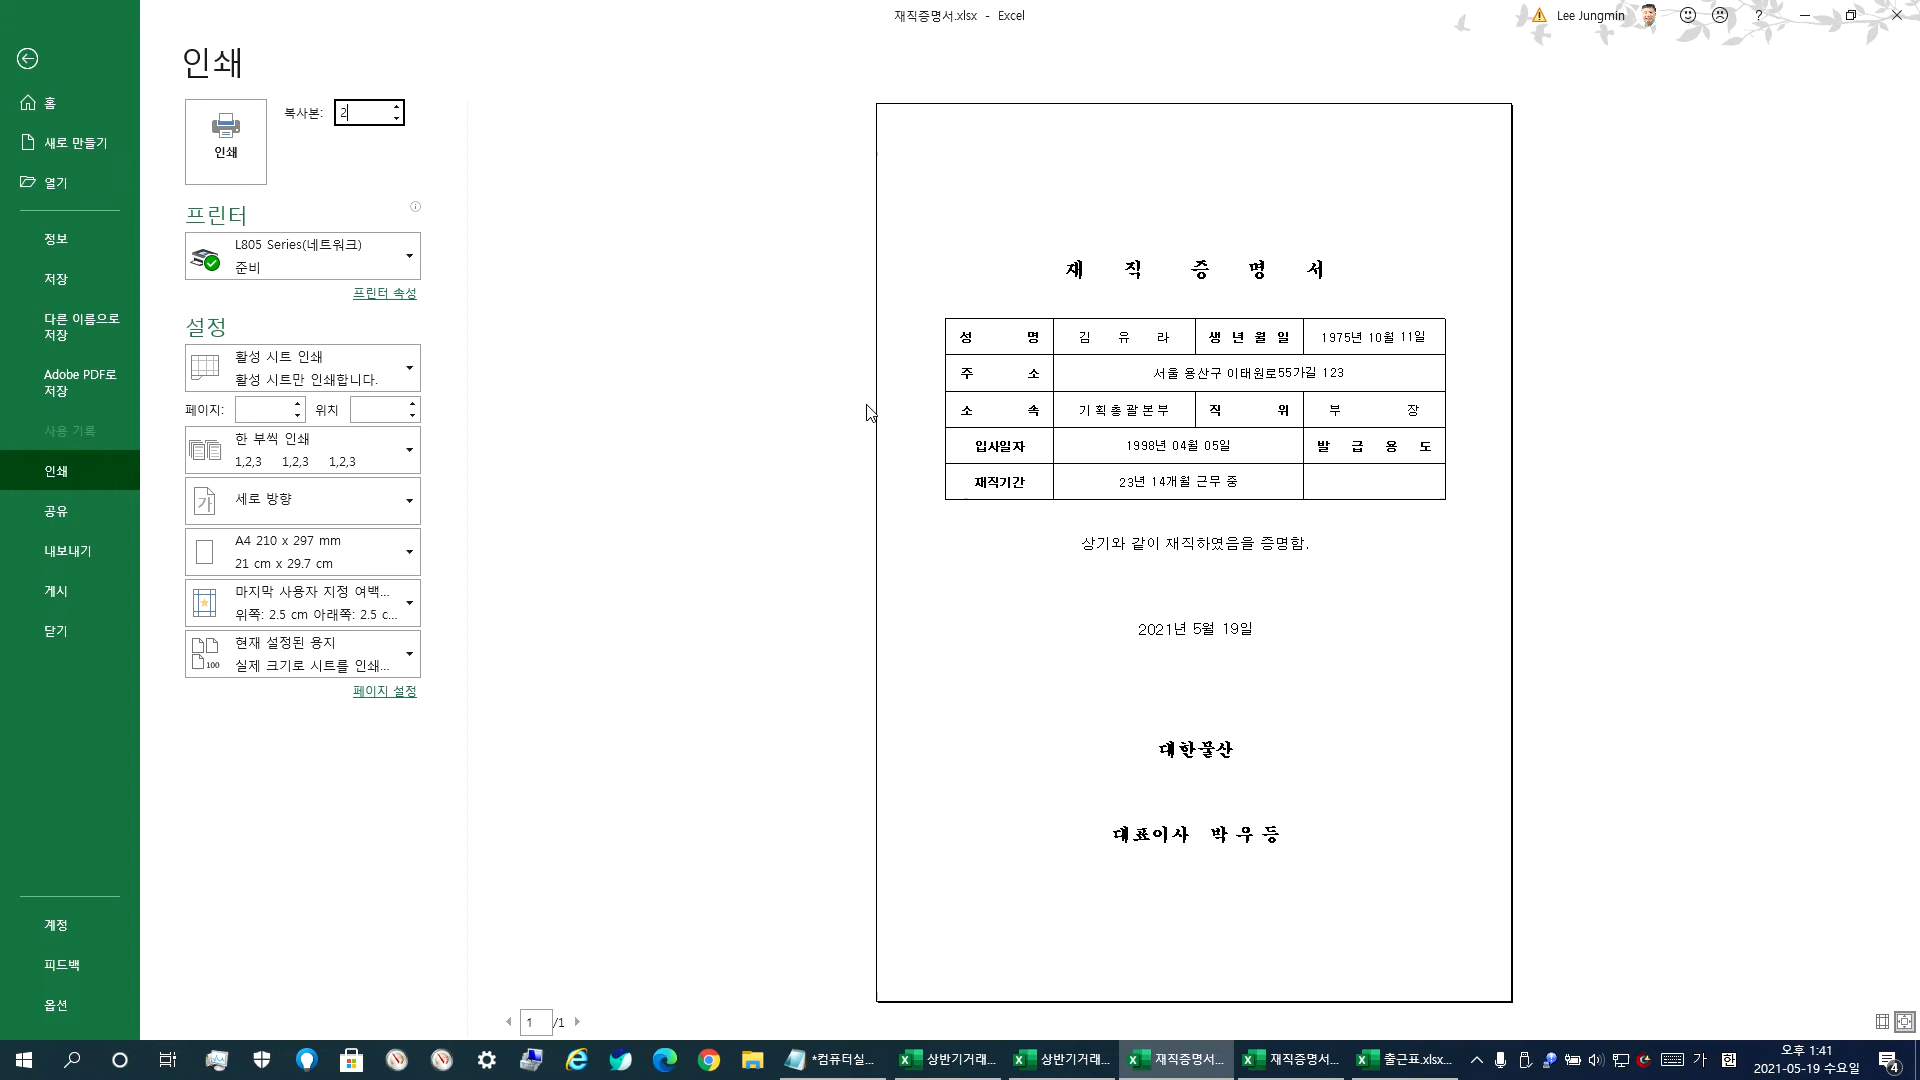 재직증명서.xlsx - Excel
Lee Jungmin
?
홈
새로 만들기
열기
정보
저장
다른 이름으로
저장
Adobe PDF로
저장
사용 기록
인쇄
공유
내보내기
게시
닫기
계정
피드백
옵션
인쇄
인쇄
복사본: 2
프린터
L805 Series(네트워크)
준비
프린터 속성
설정
활성 시트 인쇄
활성 시트만 인쇄합니다.
페이지: 위치
한 부씩 인쇄
1,2,3 1,2,3 1,2,3
가
세로 방향
A4 210 x 297 mm
21 cm x 29.7 cm
마지막 사용자 지정 여백...
위쪽: 2.5 cm 아래쪽: 2.5 c...
현재 설정된 용지
100
실제 크기로 시트를 인쇄...
페이지 설정
재 직 증 명 서
성 명 김 유 라 생 년 월 일 1975년 10월 11일
주 소 서울 용산구 이태원로55가길 123
소 속 기획총괄본부 직 위 부 장
입사일자 1998년 04월 05일 발 급 용 도
재직기간 23년 14개월 근무 중
상기와 같이 재직하였음을 증명함.
2021년 5월 19일
대한물산
대표이사 박 우 등
1 /1
*컴퓨터실...
상반기거래...
상반기거래...
재직증명서...
재직증명서...
출근표.xlsx...
가
한
오후 1:41
2021-05-19 수요일
4